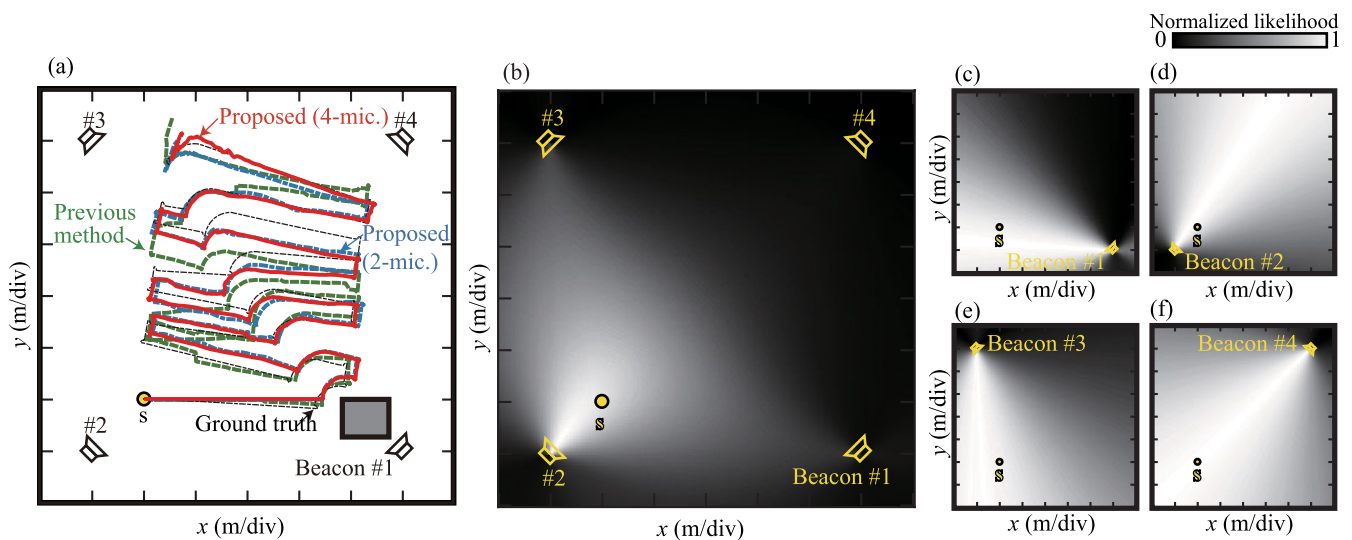 Normalized likelihood
0
1
(a)
(b)
(c)
(d)
#3
Proposed (4-mic.)
#4
#3
#4
Previous
method
Proposed
(2-mic.)
y (m/div)
y (m/div)
y (m/div)
s
Beacon #1
s
Beacon #2
x (m/div)
x (m/div)
(e)
(f)
Beacon #3
Beacon #4
s
s
s
Ground truth
s
#2
Beacon #1
#2
Beacon #1
y (m/div)
x (m/div)
x (m/div)
x (m/div)
x (m/div)